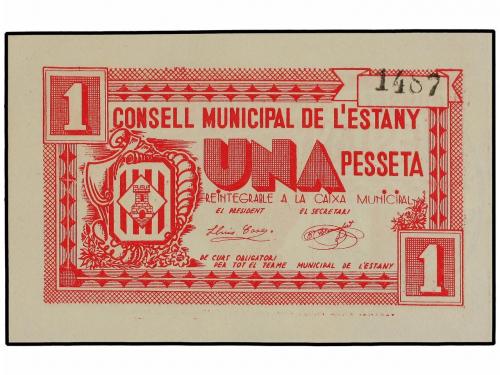 1487
1
CONSELL MUNICIPAL DE L'ESTANY
UNA PESSETA
REINTEGRABLE A LA CAIXA MUNICIPAL
EL PRESIDENT EL SECRETARI
DE CURS OBLIGATORI
PER TOT EL TERME MUNICIPAL DE L'ESTANY
1